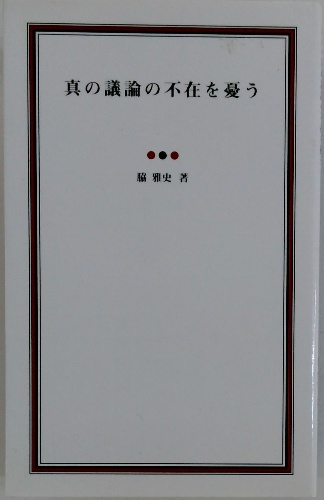 真の議論の不在を憂う
脇 雅史 著